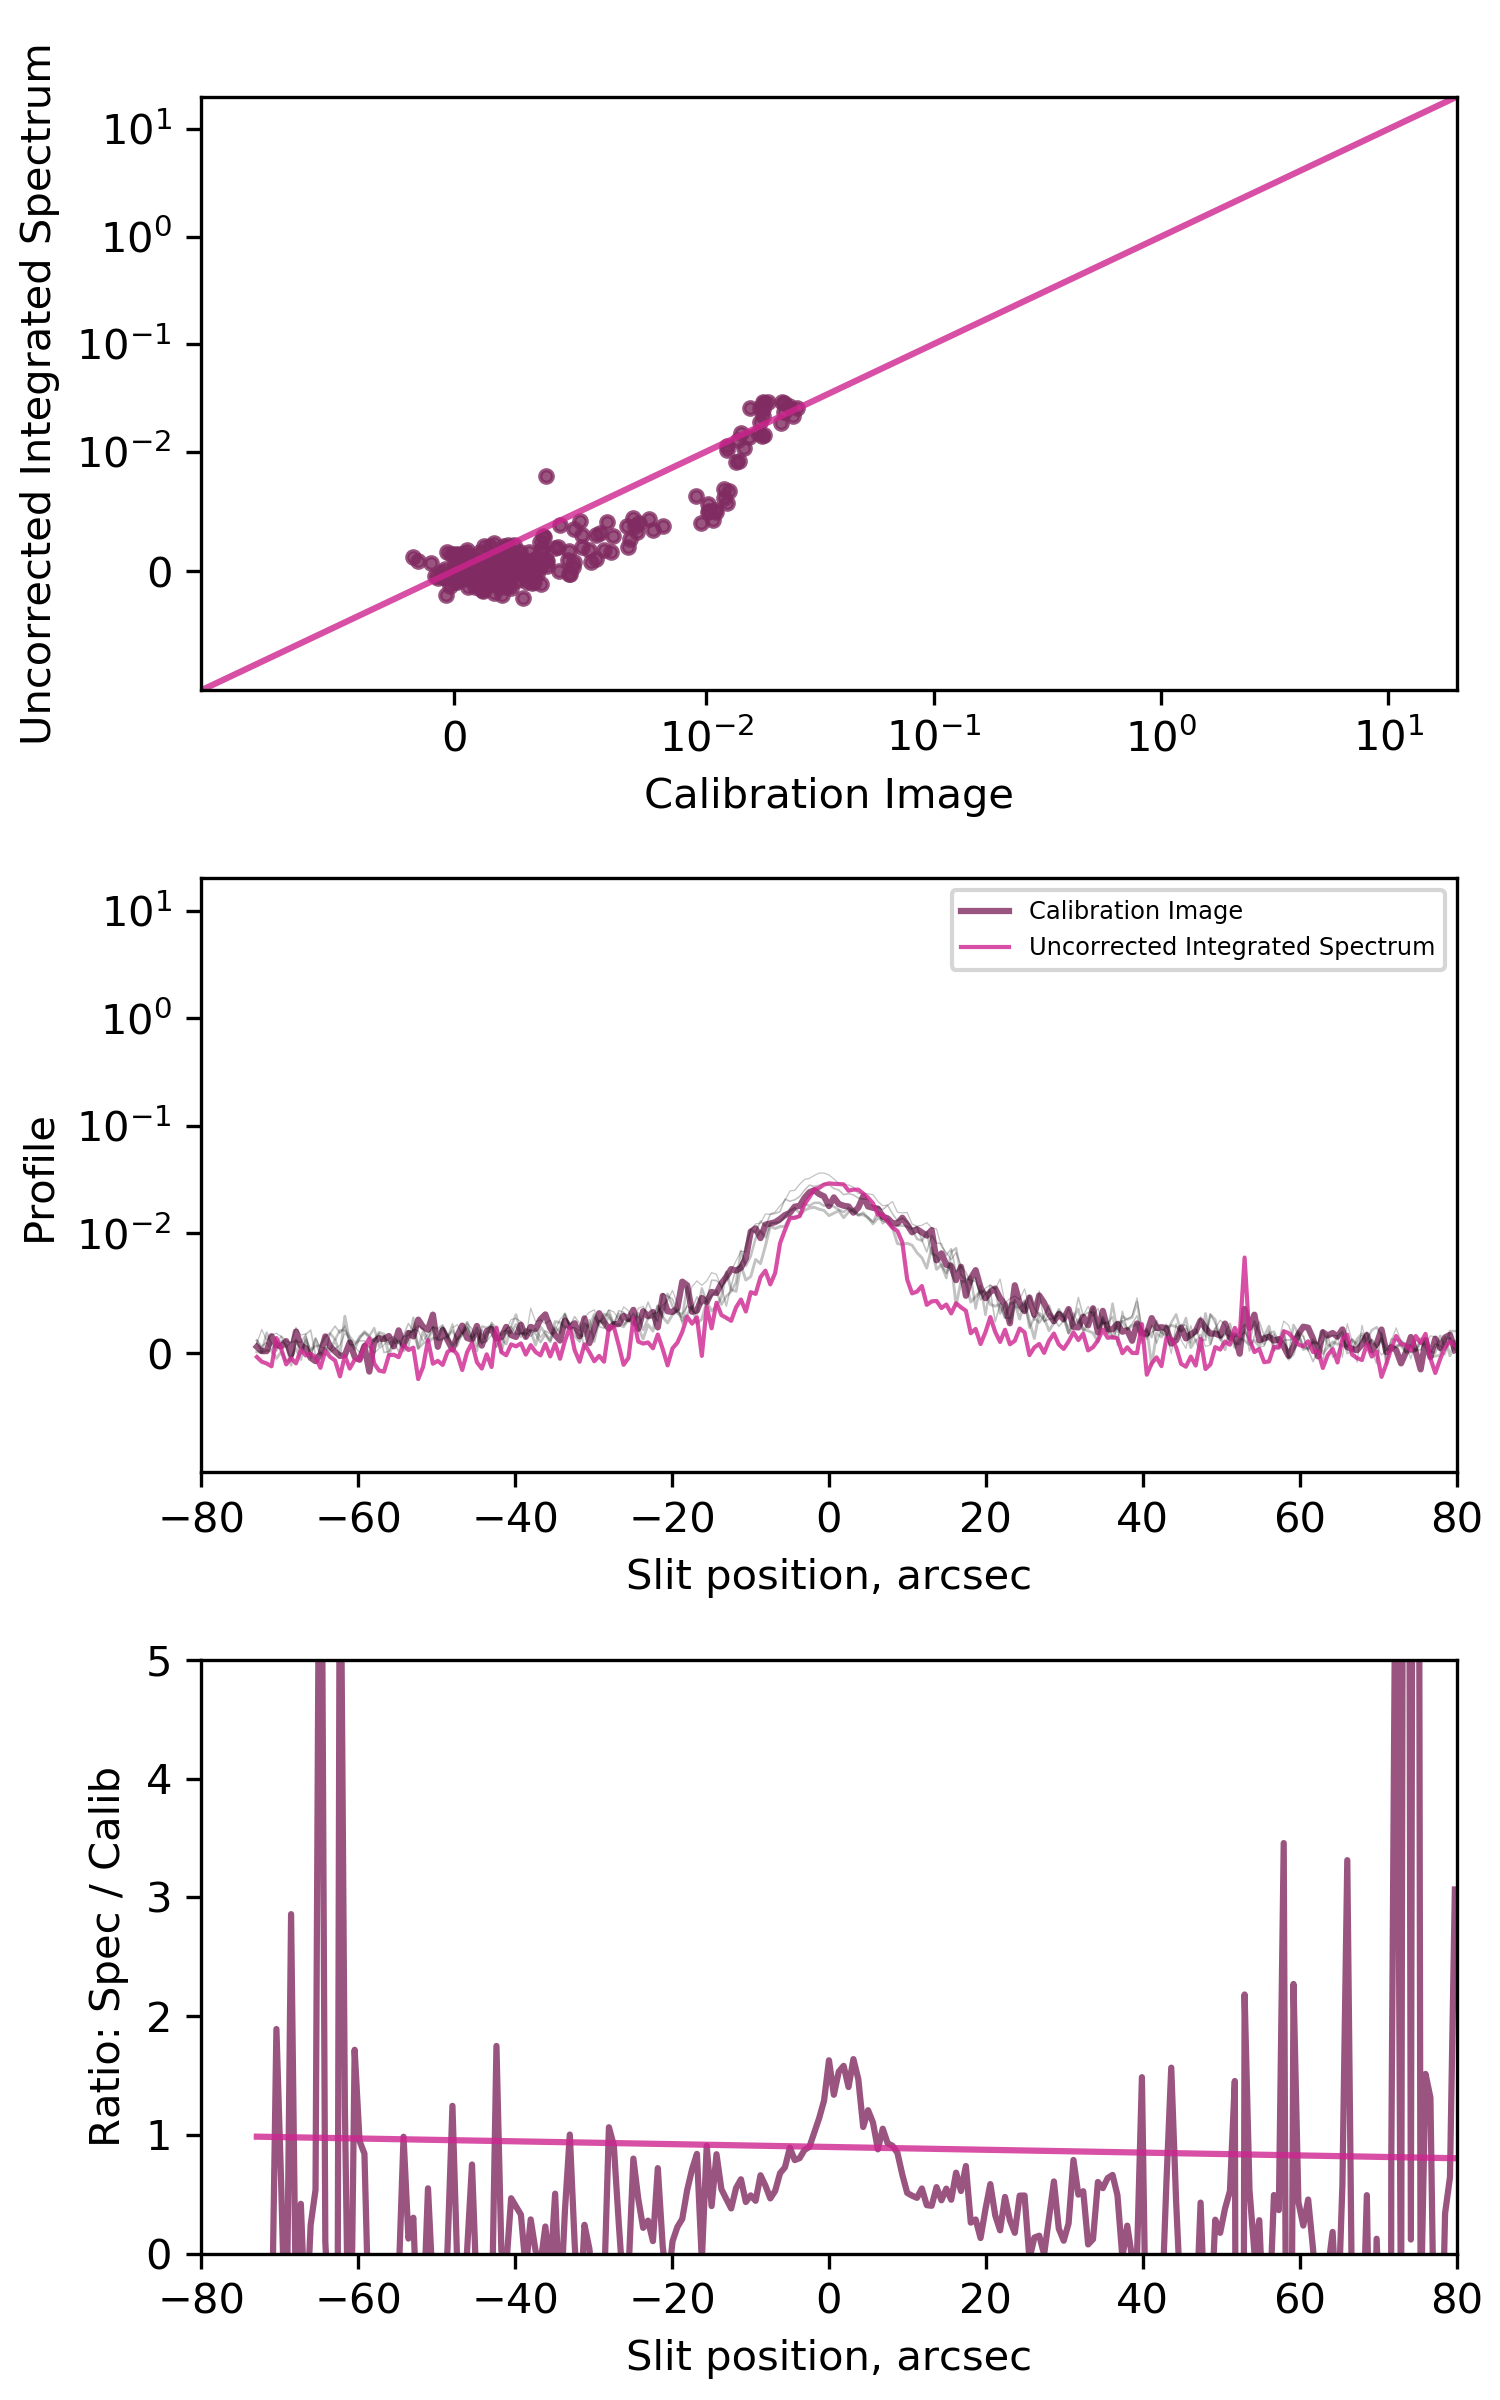 Uncorrected Integrated Spectrum
10¹
10⁰
10⁻¹
10⁻²
0
0 10⁻² 10⁻¹ 10⁰ 10¹
Calibration Image
Profile
10¹
10⁰
10⁻¹
10⁻²
0
Calibration Image
Uncorrected Integrated Spectrum
−80 −60 −40 −20 0 20 40 60 80
Slit position, arcsec
Ratio: Spec / Calib
5
4
3
2
1
0
−80 −60 −40 −20 0 20 40 60 80
Slit position, arcsec